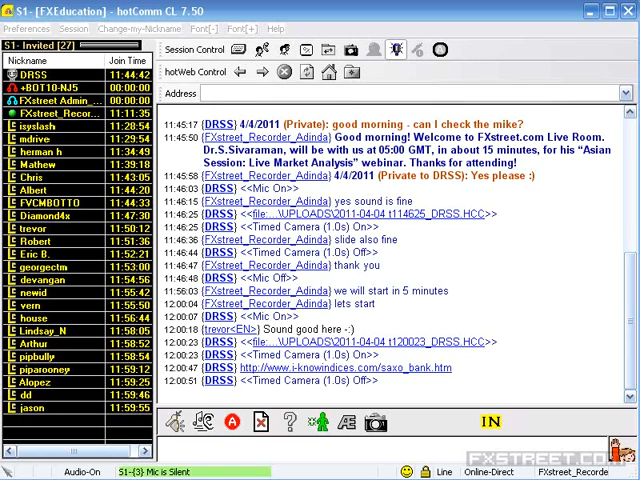 S1- [FXEducation] - hotComm CL 7.50
Preferences Session Change-my-Nickname Font[-] Font[+] Help
S1- Invited [27]
Session Control
Nickname Join Time
hotWeb Control
Address
DRSS 11:44:42
+BOT10-NJ5 00:00:00
FXstreet Admin_... 00:00:00
FXstreet_Recor... 11:11:35
isyslash 11:28:54
mdrive 11:29:54
herman h 11:34:49
Mathew 11:39:18
Chris 11:43:05
Albert 11:44:20
FVCMBOTTO 11:44:33
Diamond4x 11:47:30
trevor 11:50:12
Robert 11:51:36
Eric B. 11:52:21
georgectm 11:53:00
devangan 11:54:56
newid 11:55:42
vern 11:55:50
house 11:56:44
Lindsay_N 11:58:05
Arthur 11:58:52
pipbully 11:58:54
piparooney 11:59:12
Alopez 11:59:25
dd 11:59:46
jason 11:59:55
11:45:17 {DRSS} 4/4/2011 (Private): good morning - can I check the mike?
11:45:50 {FXstreet_Recorder_Adinda} Good morning! Welcome to FXstreet.com Live Room.
Dr.S.Sivaraman, will be with us at 05:00 GMT, in about 15 minutes, for his "Asian
Session: Live Market Analysis" webinar. Thanks for attending!
11:45:58 {FXstreet_Recorder_Adinda} 4/4/2011 (Private to DRSS): Yes please :)
11:46:03 {DRSS} <<Mic On>>
11:46:15 {FXstreet_Recorder_Adinda} yes sound is fine
11:46:25 {DRSS} <<file:...\UPLOADS\2011-04-04 t114625_DRSS.HCC>>
11:46:25 {DRSS} <<Timed Camera (1.0s) On>>
11:46:36 {FXstreet_Recorder_Adinda} slide also fine
11:46:44 {DRSS} <<Timed Camera (1.0s) Off>>
11:46:47 {FXstreet_Recorder_Adinda} thank you
11:46:48 {DRSS} <<Mic Off>>
11:56:03 {FXstreet_Recorder_Adinda} we will start in 5 minutes
12:00:04 {FXstreet_Recorder_Adinda} lets start
12:00:07 {DRSS} <<Mic On>>
12:00:18 {trevor<EN>} Sound good here -:)
12:00:23 {DRSS} <<file:...\UPLOADS\2011-04-04 t120023_DRSS.HCC>>
12:00:23 {DRSS} <<Timed Camera (1.0s) On>>
12:00:47 {DRSS} http://www.i-knowindices.com/saxo_bank.htm
12:00:51 {DRSS} <<Timed Camera (1.0s) Off>>
A ? Æ IN
FXSTREET.COM
Audio-On S1-{3} Mic is Silent Line Online-Direct FXstreet_Recorde